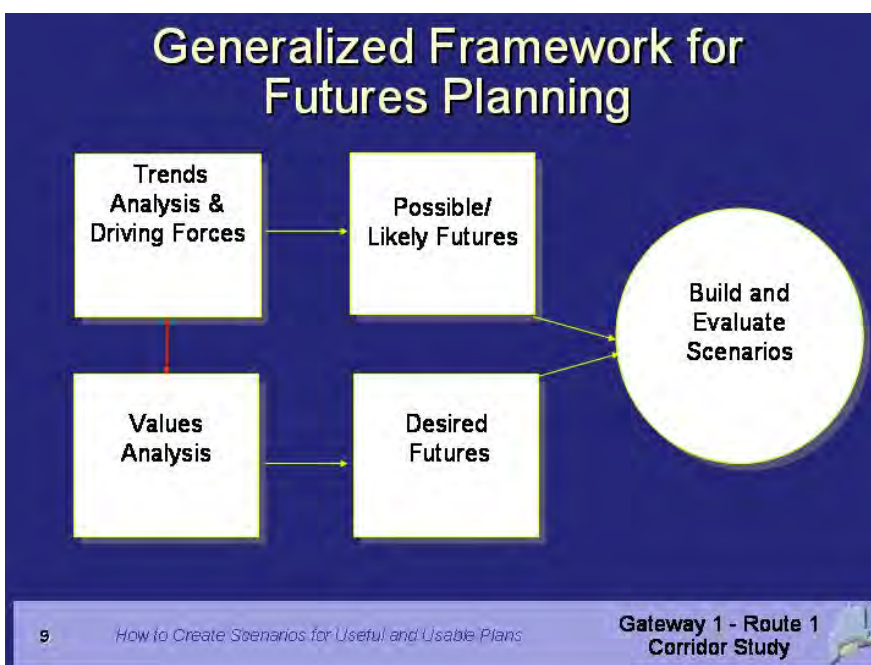 Generalized Framework for
Futures Planning
Trends
Analysis &
Driving Forces
Possible/
Likely Futures
Build and
Evaluate
Scenarios
Values
Analysis
Desired
Futures
9
How to Create Scenarios for Useful and Usable Plans
Gateway 1 - Route 1
Corridor Study